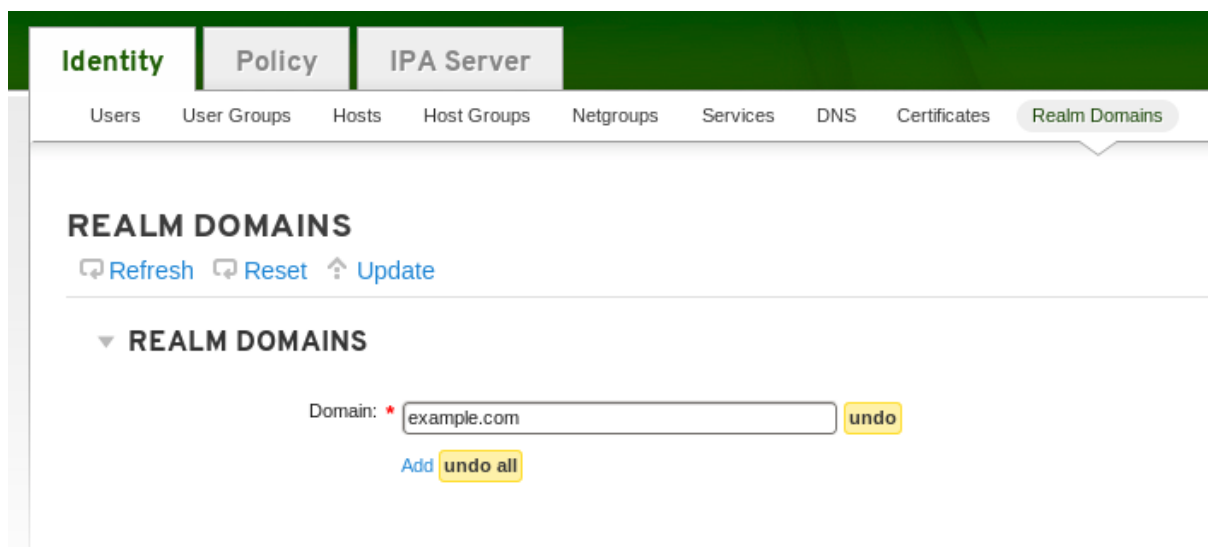 Identity Policy IPA Server
Users User Groups Hosts Host Groups Netgroups Services DNS Certificates Realm Domains
REALM DOMAINS
Refresh Reset Update
REALM DOMAINS
Domain: * example.com undo
Add undo all